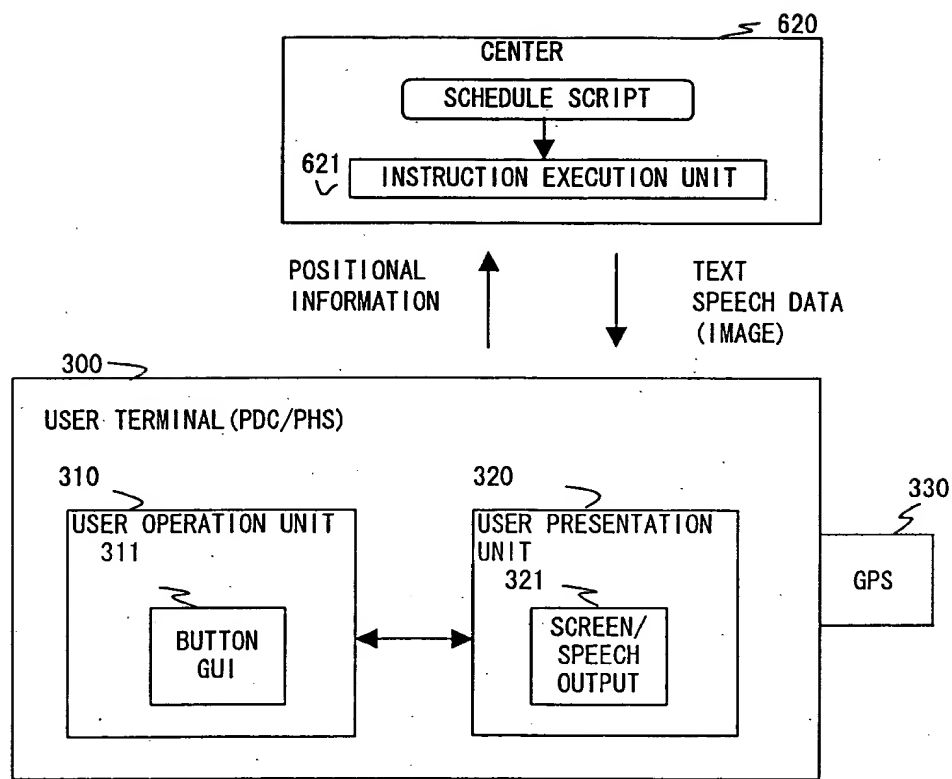 620
CENTER
SCHEDULE SCRIPT
621
INSTRUCTION EXECUTION UNIT
POSITIONAL
INFORMATION
TEXT
SPEECH DATA
(IMAGE)
300
USER TERMINAL(PDC/PHS)
310
USER OPERATION UNIT
311
BUTTON
GUI
320
USER PRESENTATION
UNIT
321
SCREEN/
SPEECH
OUTPUT
330
GPS